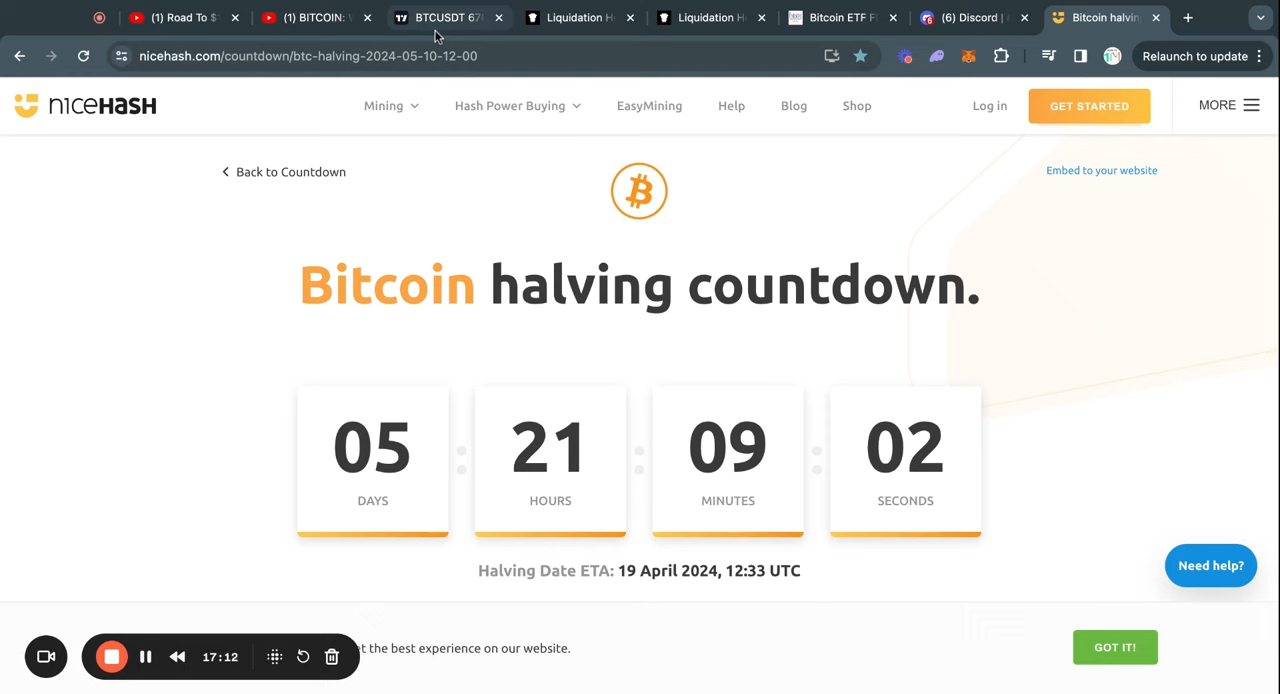 (1) Road To $
(1) BITCOIN:
BTCUSDT 67
Liquidation H
Liquidation H
Bitcoin ETF F
(6) Discord |
Bitcoin halvin
nicehash.com/countdown/btc-halving-2024-05-10-12-00
Relaunch to update
nicehash
Mining
Hash Power Buying
EasyMining
Help
Blog
Shop
Log in
GET STARTED
MORE
Back to Countdown
Embed to your website
Bitcoin halving countdown.
05 21 09 02
DAYS HOURS MINUTES SECONDS
Halving Date ETA: 19 April 2024, 12:33 UTC
Need help?
17:12
the best experience on our website.
GOT IT!